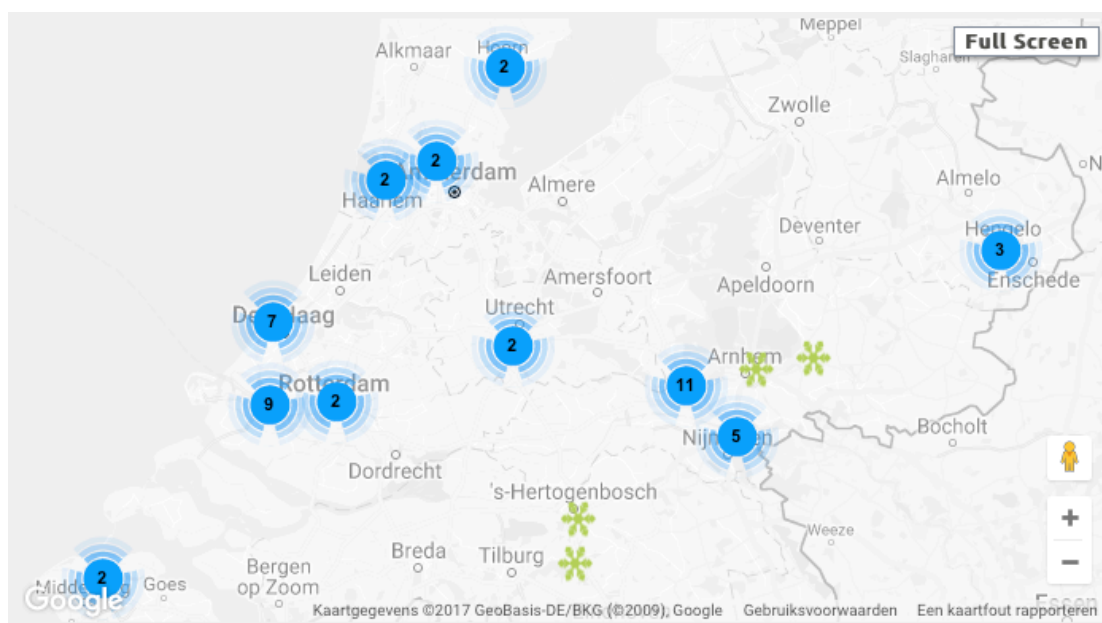 Meppel
Full Screen
Alkmaar
Hoorn
2
Slagharen
Zwolle
2
Amsterdam
2
Haarlem
Almere
Almelo
N
Deventer
Hengelo
3
Enschede
Leiden
Amersfoort
Apeldoorn
Utrecht
Den Haag
7
2
Arnhem
Rotterdam
11
9
2
Bocholt
Nijmegen
5
Dordrecht
's-Hertogenbosch
Weeze
Breda
Tilburg
Bergen
op Zoom
2
Middelburg
Goes
Google
Essen
Kaartgegevens ©2017 GeoBasis-DE/BKG (©2009), Google
Gebruiksvoorwaarden
Een kaartfout rapporteren